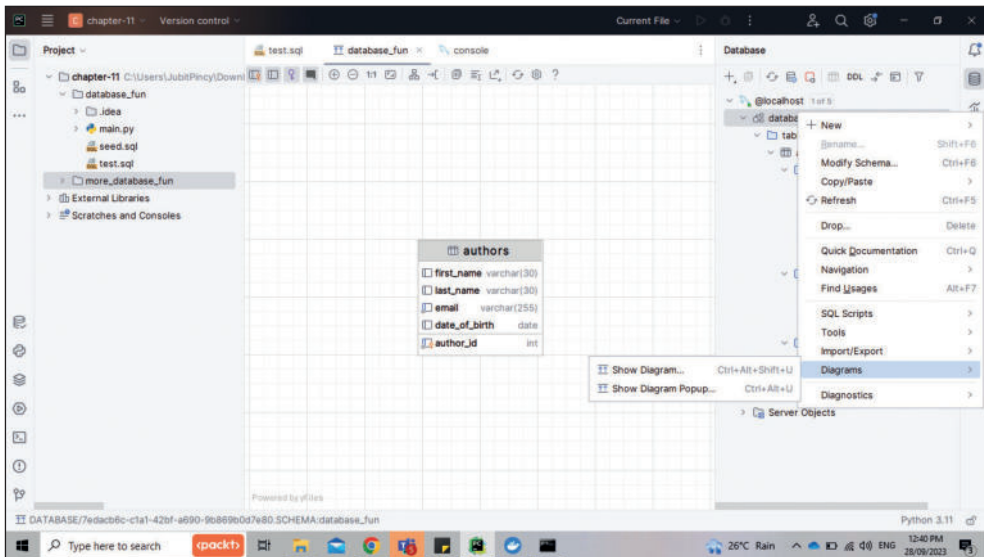 chapter-11 Version control Current File
Project
test.sql database_fun console
Database
chapter-11 C:\Users\JubitPincy\Downl
database_fun
.idea
main.py
seed.sql
test.sql
more_database_fun
External Libraries
Scratches and Consoles
1:1 ?
authors
first_name varchar(30)
last_name varchar(30)
email varchar(255)
date_of_birth date
author_id int
Powered by yFiles
DDL
@localhost 1 of 5
databa
tab
New
Rename... Shift+F6
Modify Schema... Ctrl+F6
Copy/Paste
Refresh Ctrl+F5
Drop... Delete
Quick Documentation Ctrl+Q
Navigation
Find Usages Alt+F7
SQL Scripts
Tools
Import/Export
Diagrams
Diagnostics
Show Diagram... Ctrl+Alt+Shift+U
Show Diagram Popup... Ctrl+Alt+U
Server Objects
DATABASE/7edacb6c-c1a1-42bf-a690-9b869b0d7e80.SCHEMA:database_fun Python 3.11
Type here to search <packt> 26°C Rain ENG 12:40 PM
28/09/2023